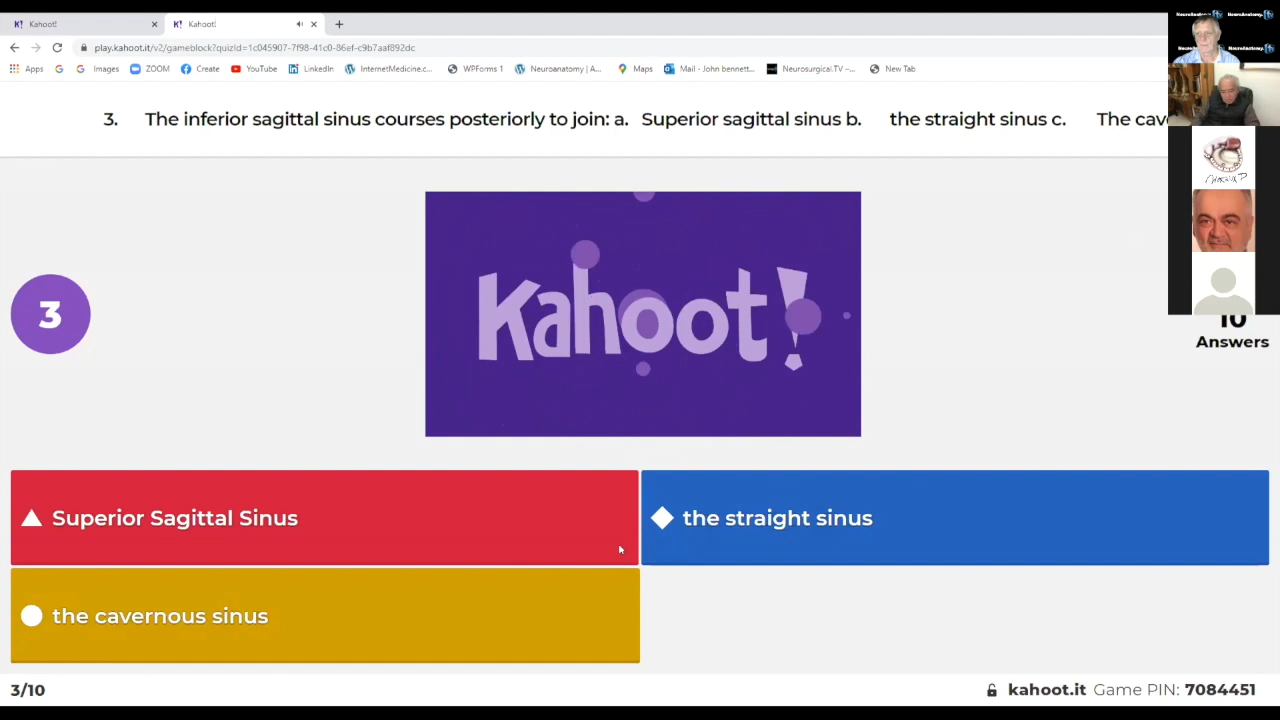 Kahoot!
Kahoot!
play.kahoot.it/v2/gameblock?quizId=1c045907-7f98-41c0-86ef-c9b7aaf892dc
Apps Images ZOOM Create YouTube LinkedIn InternetMedicine.c... WPForms 1 Neuroanatomy | A... Maps Mail - John bennett... Neurosurgical.TV –... New Tab
3. The inferior sagittal sinus courses posteriorly to join: a. Superior sagittal sinus b. the straight sinus c. The cav
Kahoot!
3
10
Answers
Superior Sagittal Sinus
the straight sinus
the cavernous sinus
3/10
kahoot.it Game PIN: 7084451